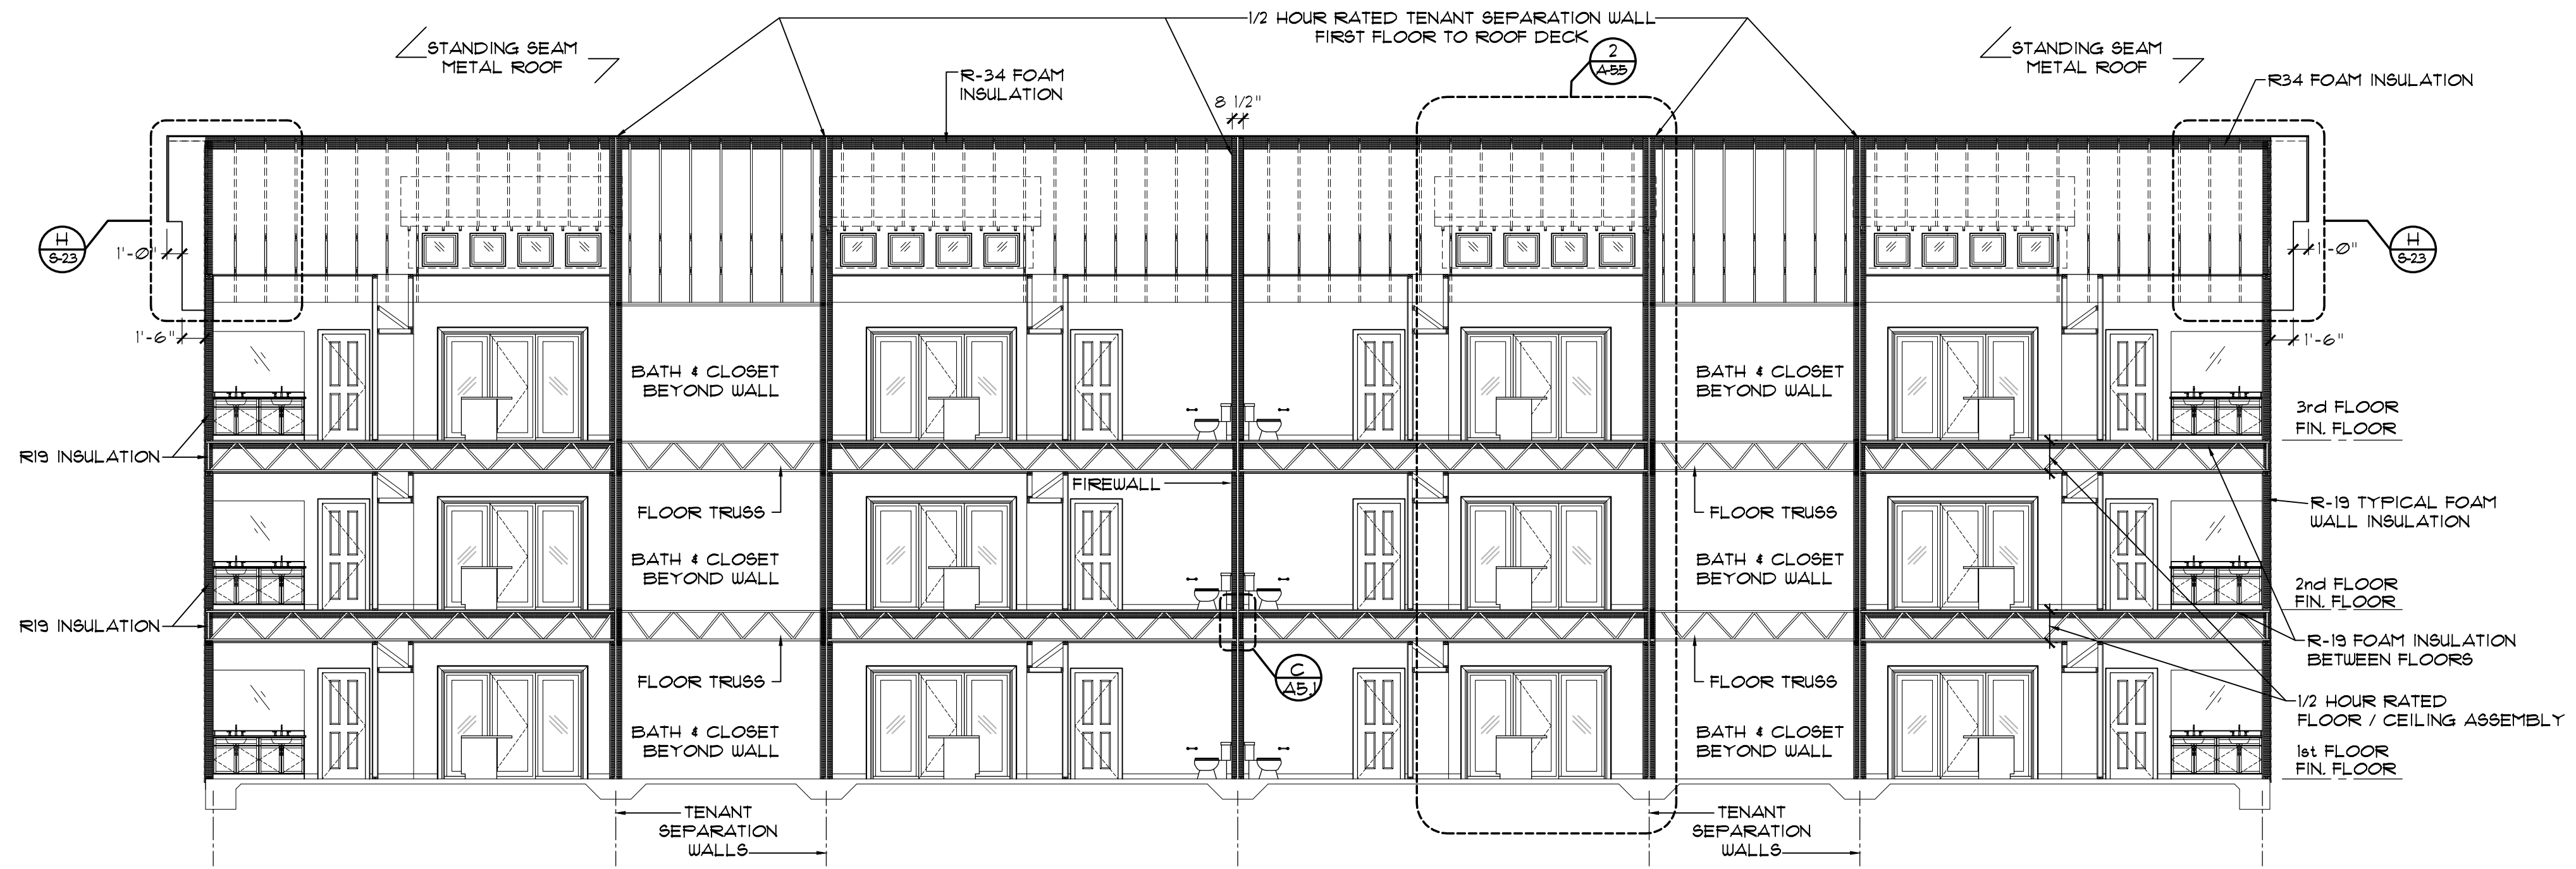 1/2 HOUR RATED TENANT SEPARATION WALL
FIRST FLOOR TO ROOF DECK
STANDING SEAM
METAL ROOF
2
A-5.5
STANDING SEAM
METAL ROOF
R-34 FOAM
INSULATION
8 1/2"
R34 FOAM INSULATION
H
S-2.3
1'-0"
1'-0"
H
S-2.3
1'-6"
1'-6"
BATH & CLOSET
BEYOND WALL
BATH & CLOSET
BEYOND WALL
3rd FLOOR
FIN. FLOOR
R19 INSULATION
FIREWALL
FLOOR TRUSS
FLOOR TRUSS
R-19 TYPICAL FOAM
WALL INSULATION
BATH & CLOSET
BEYOND WALL
BATH & CLOSET
BEYOND WALL
2nd FLOOR
FIN. FLOOR
R19 INSULATION
R-19 FOAM INSULATION
BETWEEN FLOORS
C
A5.1
FLOOR TRUSS
FLOOR TRUSS
1/2 HOUR RATED
FLOOR / CEILING ASSEMBLY
BATH & CLOSET
BEYOND WALL
BATH & CLOSET
BEYOND WALL
1st FLOOR
FIN. FLOOR
TENANT
SEPARATION
WALLS
TENANT
SEPARATION
WALLS